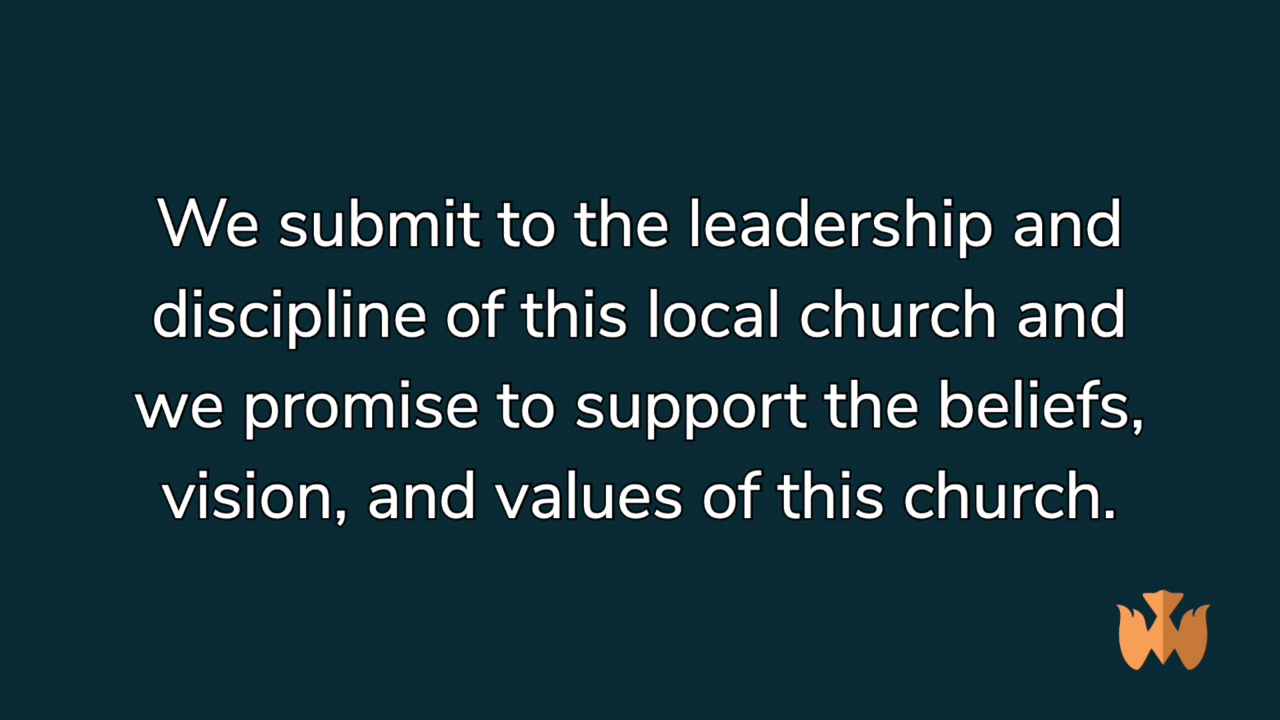 We submit to the leadership and
discipline of this local church and
we promise to support the beliefs,
vision, and values of this church.